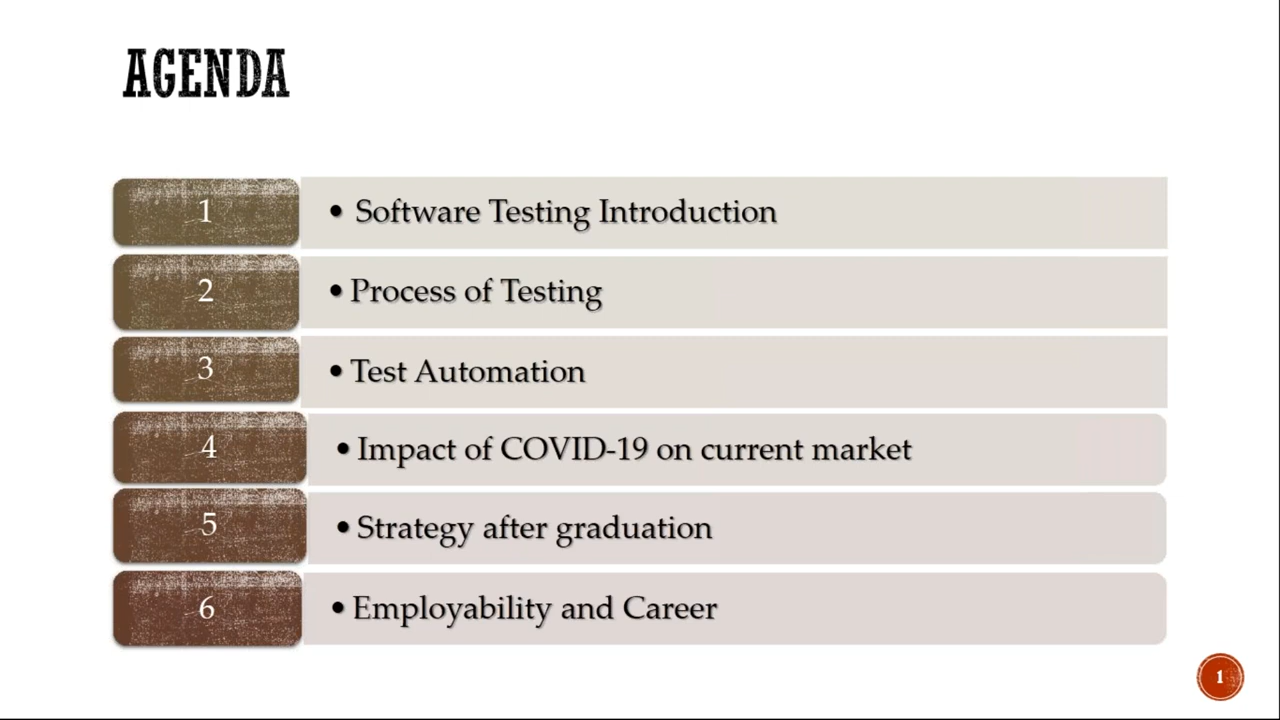 AGENDA
1 • Software Testing Introduction
2 • Process of Testing
3 • Test Automation
4 • Impact of COVID-19 on current market
5 • Strategy after graduation
6 • Employability and Career
1